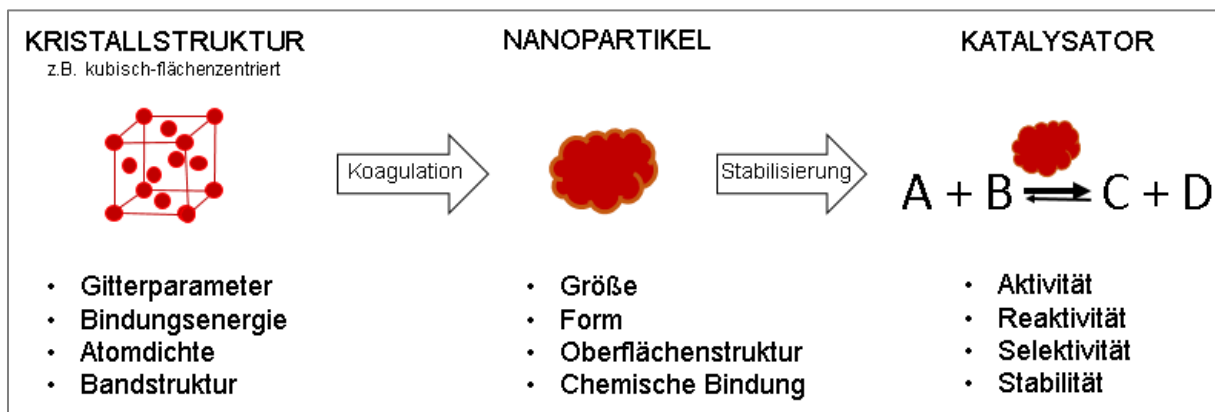 KRISTALLSTRUKTUR
z.B. kubisch-flächenzentriert
NANOPARTIKEL
KATALYSATOR
Koagulation
Stabilisierung
A + B ⇌ C + D
• Gitterparameter
• Bindungsenergie
• Atomdichte
• Bandstruktur
• Größe
• Form
• Oberflächenstruktur
• Chemische Bindung
• Aktivität
• Reaktivität
• Selektivität
• Stabilität